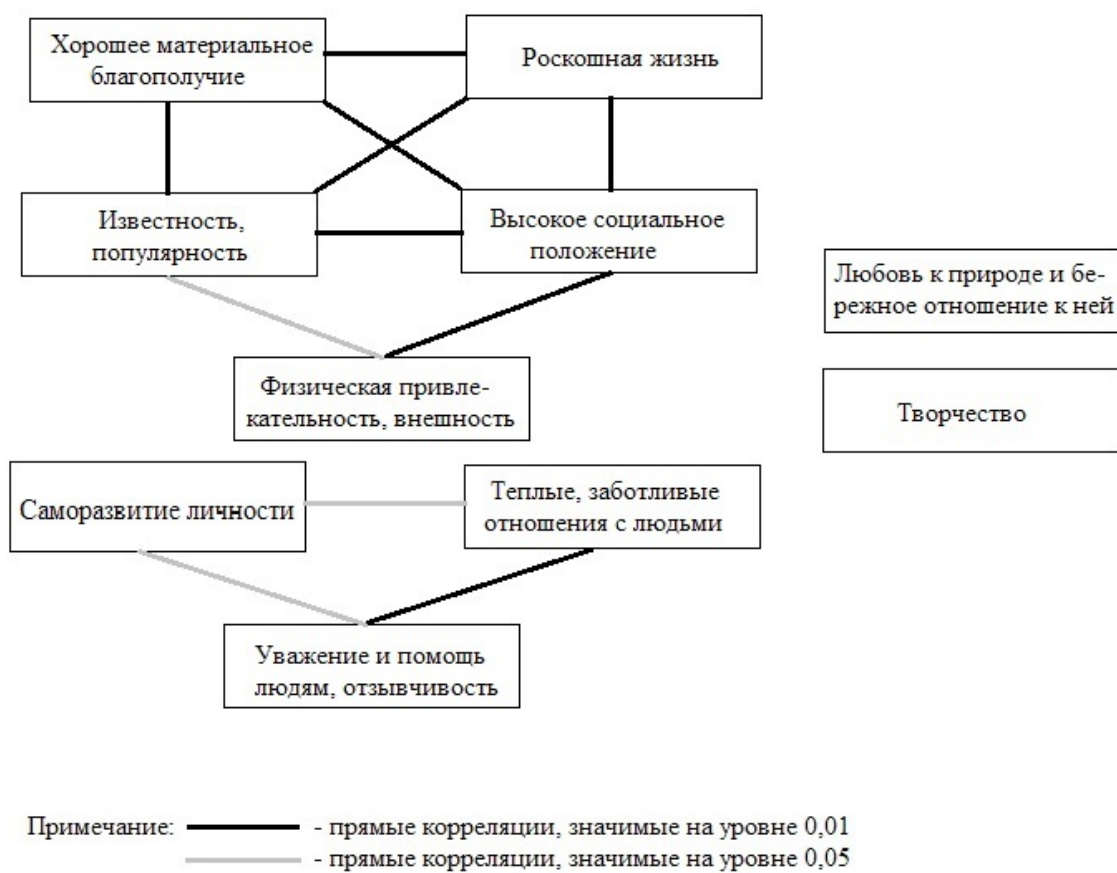 Хорошее материальное
благополучие
Роскошная жизнь
Известность,
популярность
Высокое социальное
положение
Любовь к природе и бе-
режное отношение к ней
Физическая привле-
кательность, внешность
Творчество
Саморазвитие личности
Теплые, заботливые
отношения с людьми
Уважение и помощь
людям, отзывчивость
Примечание: - прямые корреляции, значимые на уровне 0,01
- прямые корреляции, значимые на уровне 0,05